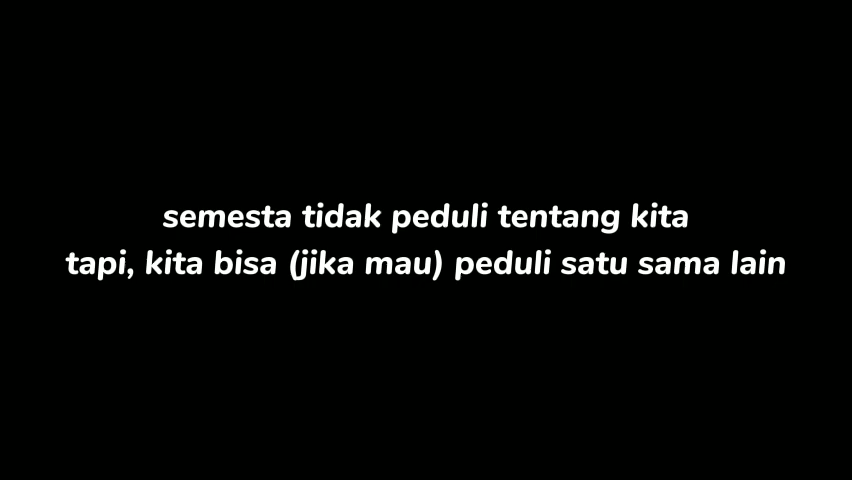 semesta tidak peduli tentang kita
tapi, kita bisa (jika mau) peduli satu sama lain